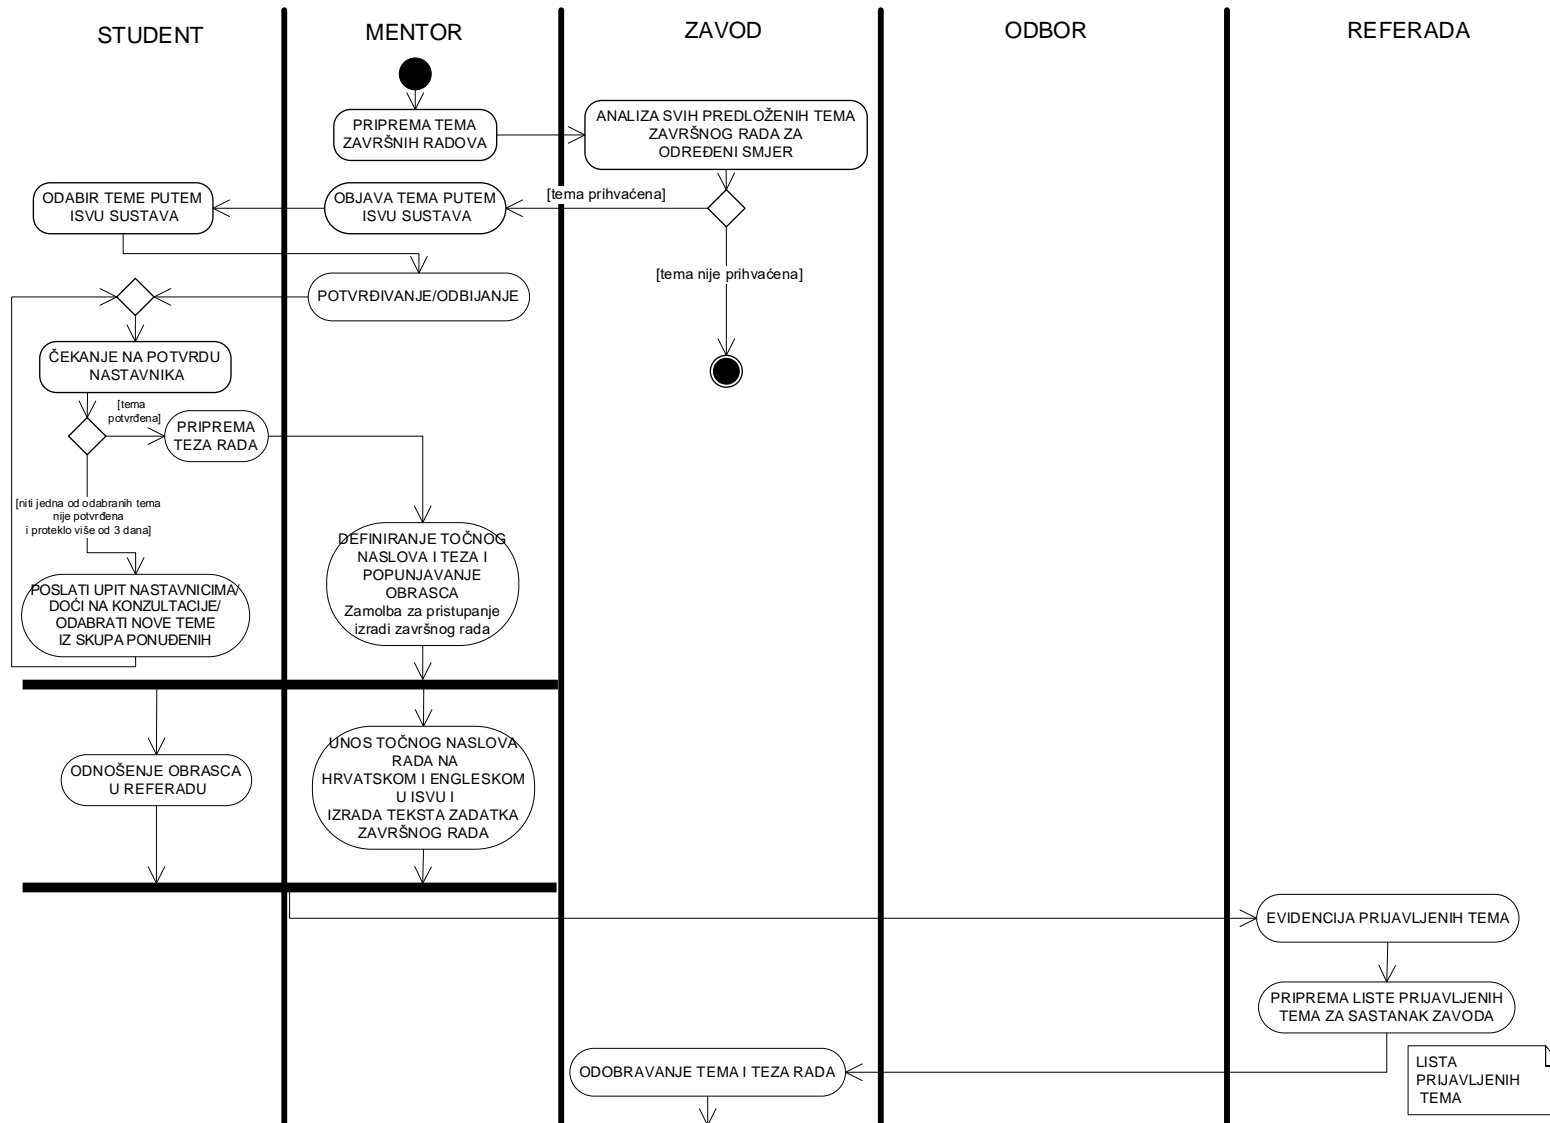 STUDENT
MENTOR
ZAVOD
ODBOR
REFERADA
PRIPREMA TEMA
ZAVRŠNIH RADOVA
ANALIZA SVIH PREDLOŽENIH TEMA
ZAVRŠNOG RADA ZA
ODREĐENI SMJER
[tema prihvaćena]
ODABIR TEME PUTEM
ISVU SUSTAVA
OBJAVA TEMA PUTEM
ISVU SUSTAVA
[tema nije prihvaćena]
POTVRĐIVANJE/ODBIJANJE
ČEKANJE NA POTVRDU
NASTAVNIKA
[tema
potvrđena]
PRIPREMA
TEZA RADA
[niti jedna od odabranih tema
nije potvrđena
i proteklo više od 3 dana]
DEFINIRANJE TOČNOG
NASLOVA I TEZA I
POPUNJAVANJE
OBRASCA
Zamolba za pristupanje
izradi završnog rada
POSLATI UPIT NASTAVNICIMA/
DOĆI NA KONZULTACIJE/
ODABRATI NOVE TEME
IZ SKUPA PONUĐENIH
ODNOŠENJE OBRASCA
U REFERADU
UNOS TOČNOG NASLOVA
RADA NA
HRVATSKOM I ENGLESKOM
U ISVU I
IZRADA TEKSTA ZADATKA
ZAVRŠNOG RADA
EVIDENCIJA PRIJAVLJENIH TEMA
PRIPREMA LISTE PRIJAVLJENIH
TEMA ZA SASTANAK ZAVODA
ODOBRAVANJE TEMA I TEZA RADA
LISTA
PRIJAVLJENIH
TEMA